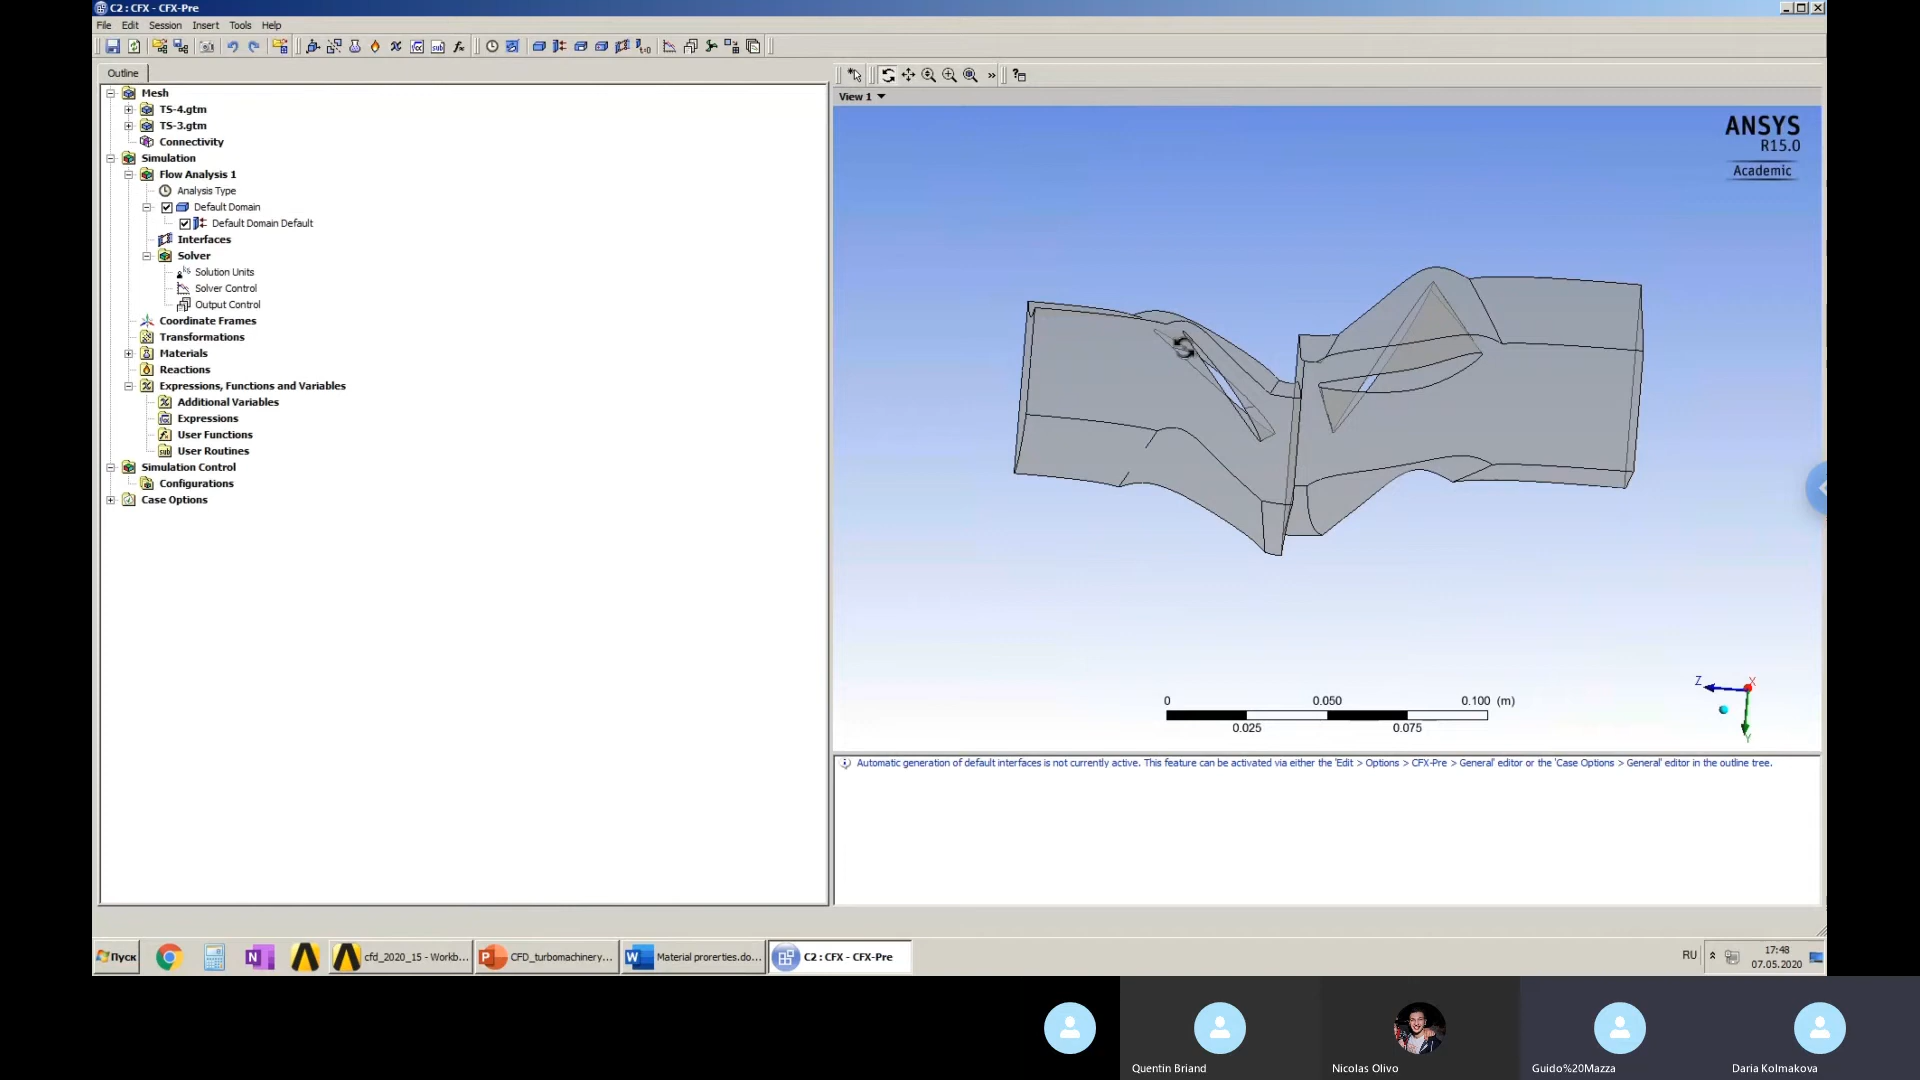 C2 : CFX - CFX-Pre
File Edit Session Insert Tools Help
Outline
Mesh
TS-4.gtm
TS-3.gtm
Connectivity
Simulation
Flow Analysis 1
Analysis Type
Default Domain
Default Domain Default
Interfaces
Solver
Solution Units
Solver Control
Output Control
Coordinate Frames
Transformations
Materials
Reactions
Expressions, Functions and Variables
Additional Variables
Expressions
User Functions
User Routines
Simulation Control
Configurations
Case Options
View 1
ANSYS
R15.0
Academic
0 0.050 0.100 (m)
0.025 0.075
Z X
Y
Automatic generation of default interfaces is not currently active. This feature can be activated via either the 'Edit > Options > CFX-Pre > General' editor or the 'Case Options > General' editor in the outline tree.
Пуск
cfd_2020_15 - Workb...
CFD_turbomachinery...
Material prorerties.do...
C2 : CFX - CFX-Pre
RU
17:48
07.05.2020
Quentin Briand
Nicolas Olivo
Guido%20Mazza
Daria Kolmakova